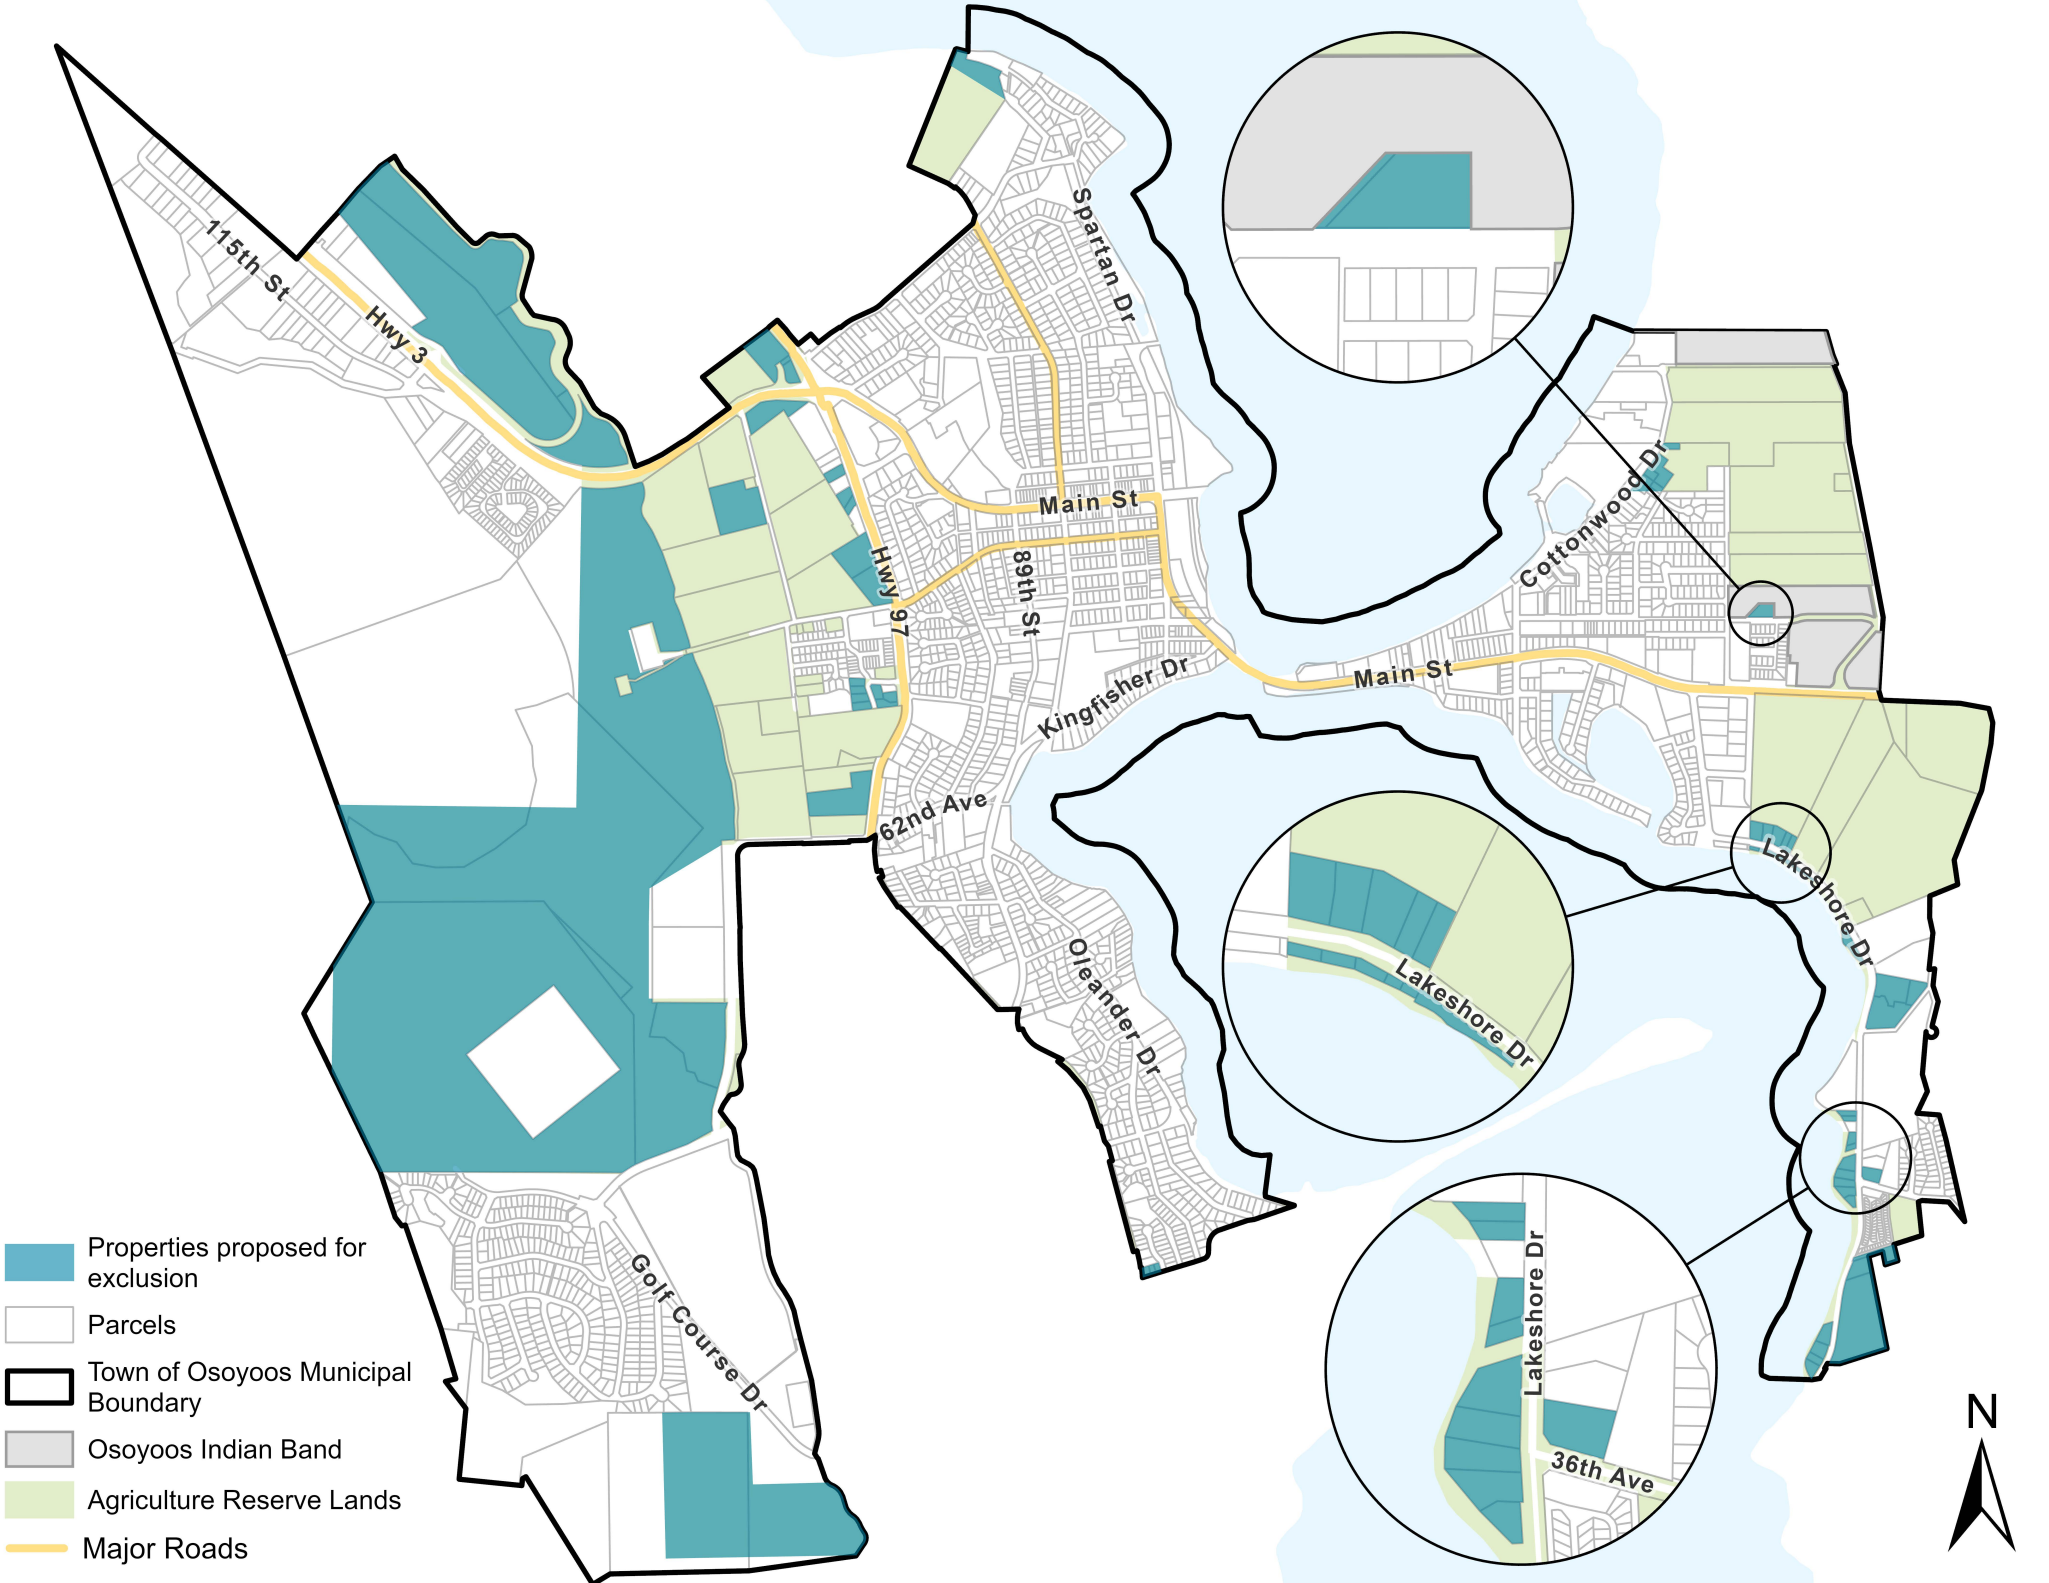 Spartan Dr
115th St
Hwy 3
Cottonwood Dr
Main St
Hwy 97
89th St
Main St
Kingfisher Dr
62nd Ave
Lakeshore Dr
Lakeshore Dr
Oleander Dr
Lakeshore Dr
36th Ave
Golf Course Dr
Properties proposed for
exclusion
Parcels
Town of Osoyoos Municipal
Boundary
Osoyoos Indian Band
Agriculture Reserve Lands
Major Roads
N